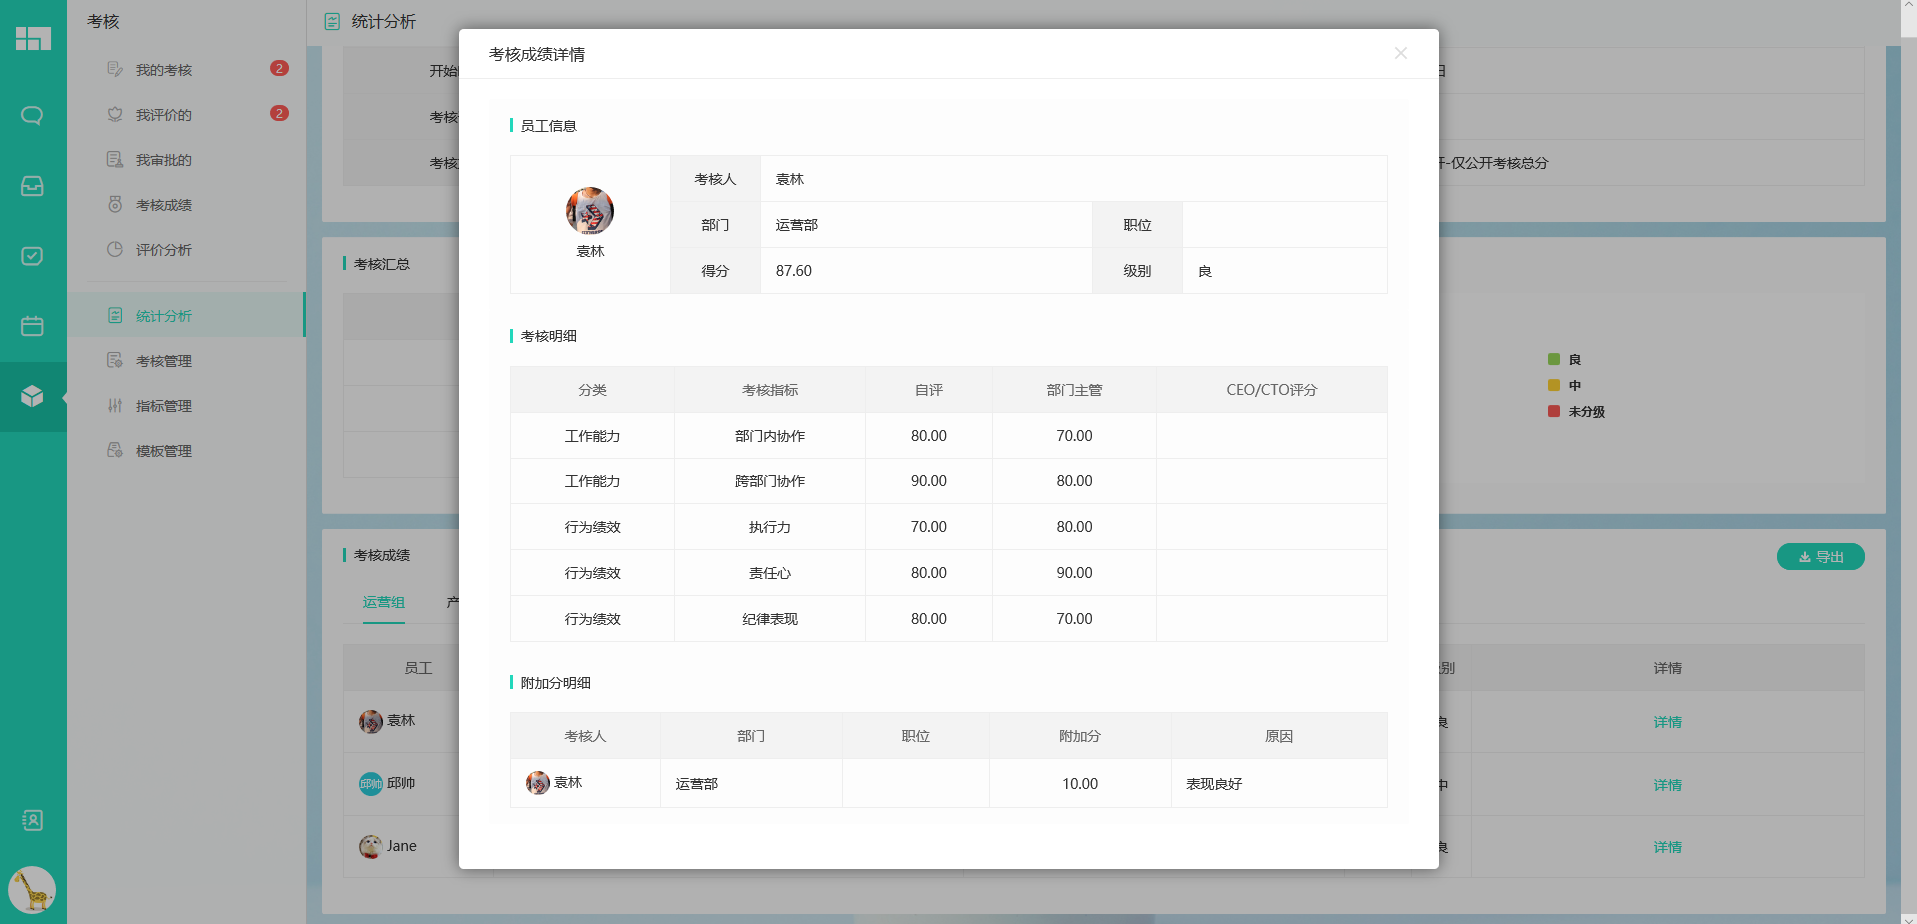 考核
我的考核 2
我评价的 2
我审批的
考核成绩
评价分析
统计分析
考核管理
指标管理
模板管理
统计分析
开始
考核
考核
日
开-仅公开考核总分
考核汇总
良
中
未分级
考核成绩
导出
运营组 产
员工 别 详情
袁林 良 详情
邱帅 邱帅 中 详情
Jane 良 详情
考核成绩详情
员工信息
袁林
考核人 袁林
部门 运营部 职位
得分 87.60 级别 良
考核明细
分类 考核指标 自评 部门主管 CEO/CTO评分
工作能力 部门内协作 80.00 70.00
工作能力 跨部门协作 90.00 80.00
行为绩效 执行力 70.00 80.00
行为绩效 责任心 80.00 90.00
行为绩效 纪律表现 80.00 70.00
附加分明细
考核人 部门 职位 附加分 原因
袁林 运营部 10.00 表现良好